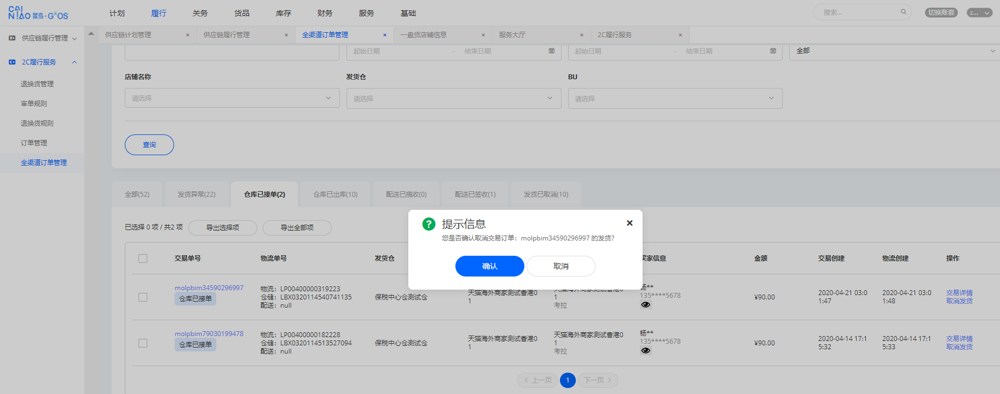 CAI
NIAO 菜鸟·GXOS
计划
履行
关务
货品
库存
财务
服务
基础
搜索...
切换账套
z...
供应链履行管理
2C履行服务
退换货管理
审单规则
退换货规则
订单管理
全渠道订单管理
供应链计划管理 ×
供应链履行管理 ×
全渠道订单管理 ×
一盘货店铺信息 ×
服务大厅 ×
2C履行服务 ×
起始日期 - 结束日期
起始日期 - 结束日期
全部
店铺名称
发货仓
BU
请选择
请选择
请选择
查询
全部(52)
发货异常(22)
仓库已接单(2)
仓库已出库(10)
配送已揽收(0)
配送已签收(1)
发货已取消(10)
已选择 0 项 / 共2 项
导出选择项
导出全部项
提示信息
您是否确认取消交易订单：molpbim34590296997 的发货?
确认
取消
交易单号
物流单号
发货仓
买家信息
金额
交易创建
物流创建
操作
molpbim34590296997
仓库已接单
物流：LP00400000319223
仓储：LBX0320114540741135
配送：null
保税中心仓测试仓
天猫海外商家测试香港0
1
天猫海外商家测试香港0
1
考拉
杨**
135****5678
¥90.00
2020-04-21 03:0
1:47
2020-04-21 03:0
1:48
交易详情
取消发货
molpbim79030199478
仓库已接单
物流：LP00400000182228
仓储：LBX0320114513527094
配送：null
保税中心仓测试仓
天猫海外商家测试香港0
1
天猫海外商家测试香港0
1
考拉
杨**
135****5678
¥90.00
2020-04-14 17:1
5:32
2020-04-14 17:1
5:33
交易详情
取消发货
上一页
1
下一页